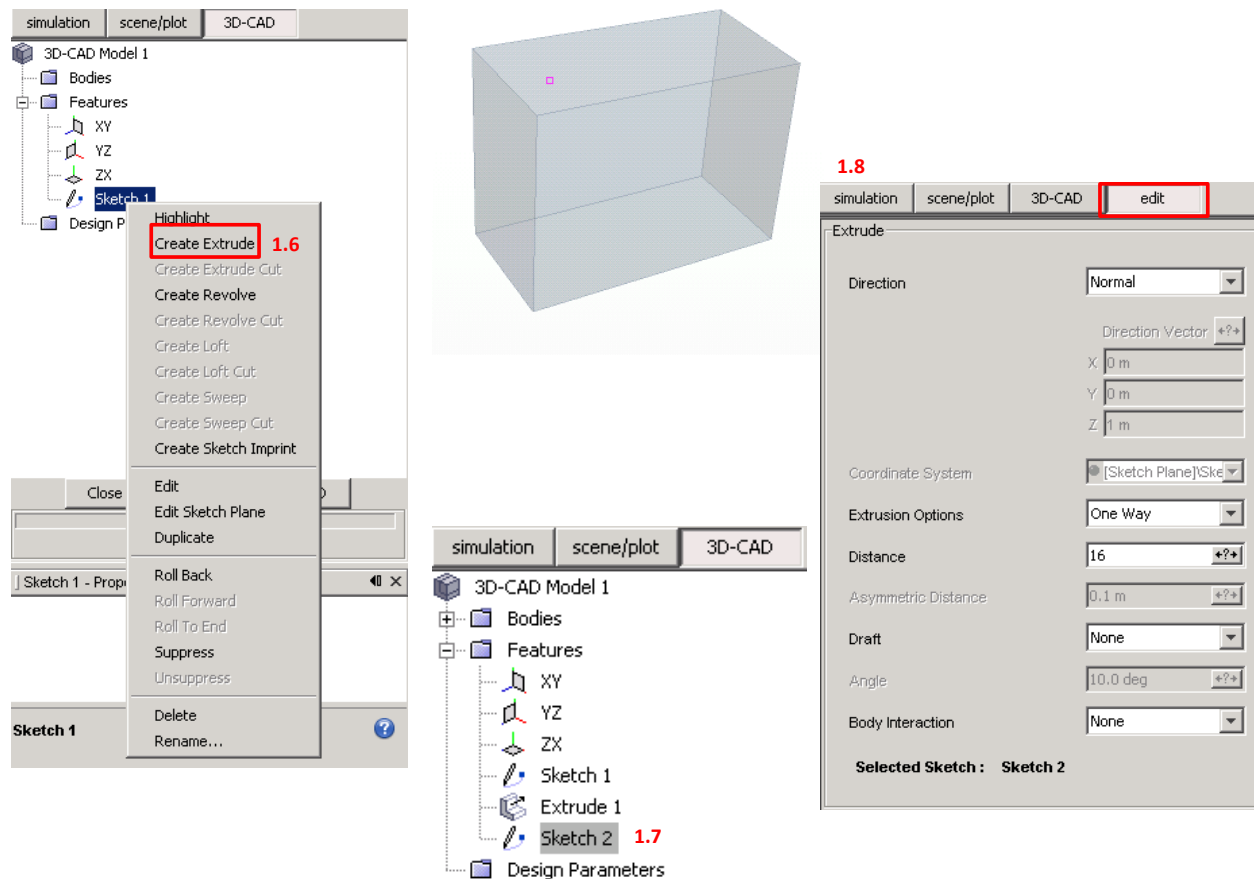 simulation scene/plot 3D-CAD
3D-CAD Model 1
Bodies
Features
XY
YZ
ZX
Sketch 1
Design P
Highlight
Create Extrude 1.6
Create Extrude Cut
Create Revolve
Create Revolve Cut
Create Loft
Create Loft Cut
Create Sweep
Create Sweep Cut
Create Sketch Imprint
Edit
Edit Sketch Plane
Duplicate
Roll Back
Roll Forward
Roll To End
Suppress
Unsuppress
Delete
Rename...
Close
Sketch 1 - Prop
Sketch 1
simulation scene/plot 3D-CAD
3D-CAD Model 1
Bodies
Features
XY
YZ
ZX
Sketch 1
Extrude 1
Sketch 2 1.7
Design Parameters
1.8
simulation scene/plot 3D-CAD edit
Extrude
Direction Normal
Direction Vector +?+
X 0 m
Y 0 m
Z 1 m
Coordinate System [Sketch Plane]\Ske
Extrusion Options One Way
Distance 16 +?+
Asymmetric Distance 0.1 m +?+
Draft None
Angle 10.0 deg +?+
Body Interaction None
Selected Sketch : Sketch 2